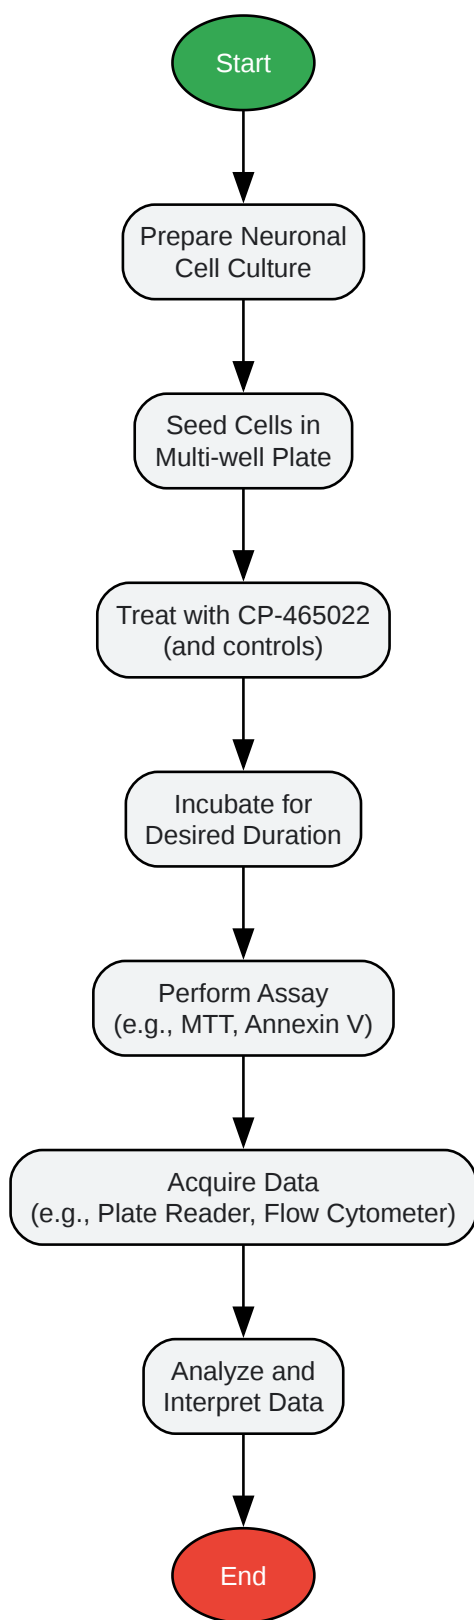 Start
Prepare Neuronal
Cell Culture
Seed Cells in
Multi-well Plate
Treat with CP-465022
(and controls)
Incubate for
Desired Duration
Perform Assay
(e.g., MTT, Annexin V)
Acquire Data
(e.g., Plate Reader, Flow Cytometer)
Analyze and
Interpret Data
End